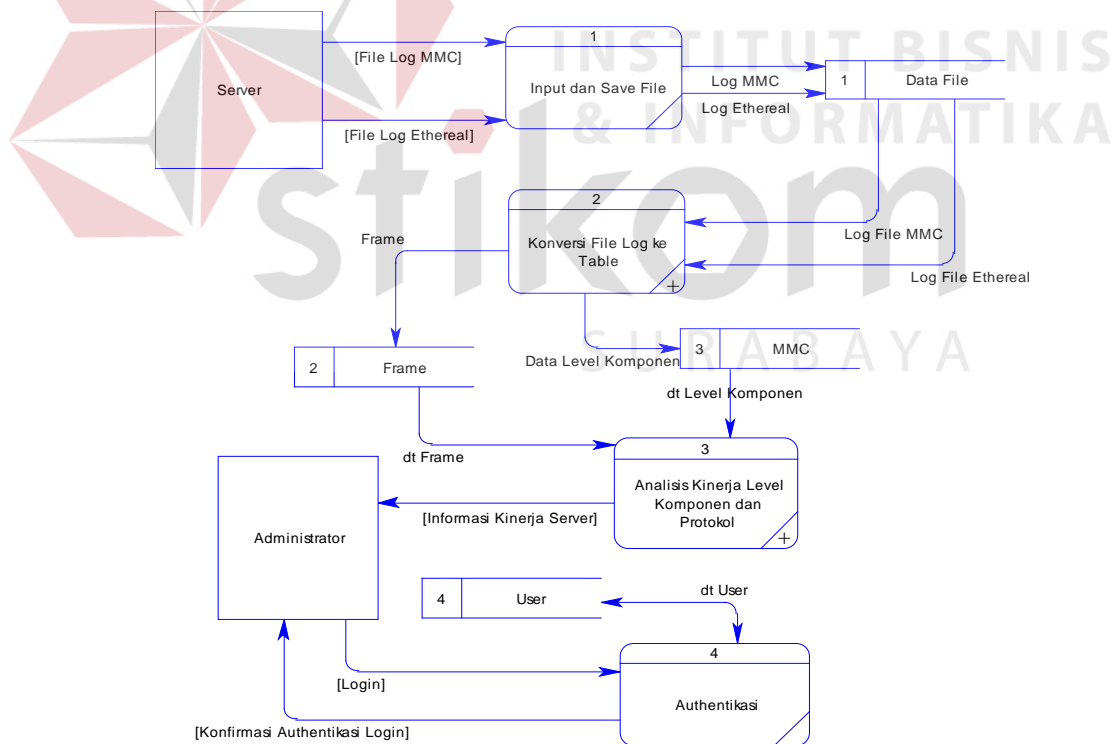 INSTITUT BISNIS
& INFORMATIKA
stikom
SURABAYA
Server
[File Log MMC]
[File Log Ethereal]
1
Input dan Save File
Log MMC
Log Ethereal
1
Data File
2
Konversi File Log ke
Table
+
Log File MMC
Log File Ethereal
Frame
2
Frame
Data Level Komponen
3
MMC
dt Level Komponen
dt Frame
3
Analisis Kinerja Level
Komponen dan
Protokol
+
[Informasi Kinerja Server]
Administrator
4
User
dt User
4
Authentikasi
[Login]
[Konfirmasi Authentikasi Login]